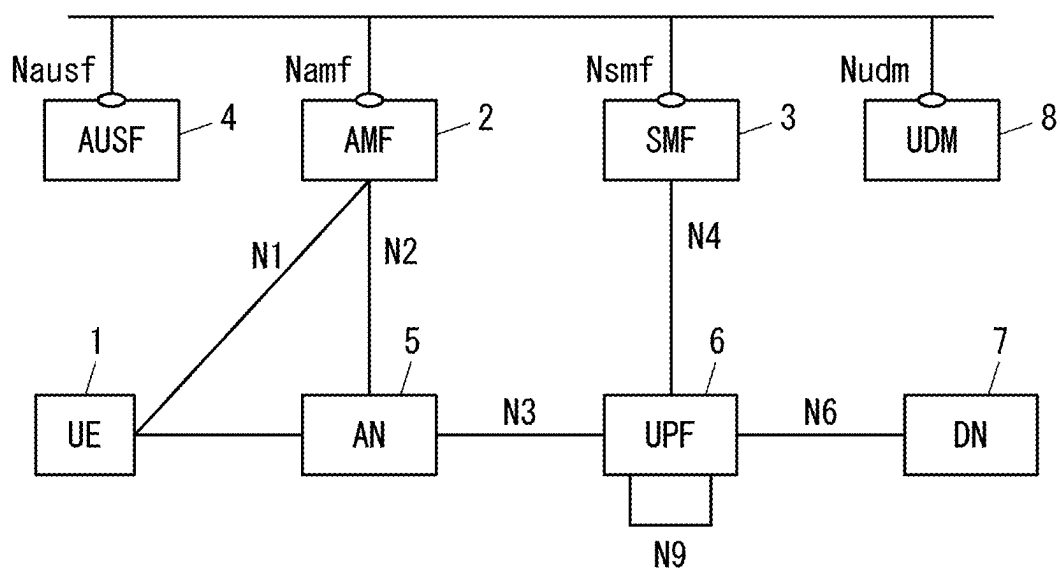 Nausf Namf Nsmf Nudm
AUSF 4 AMF 2 SMF 3 UDM 8
N1 N2 N4
1 5 6 7
UE AN N3 UPF N6 DN
N9